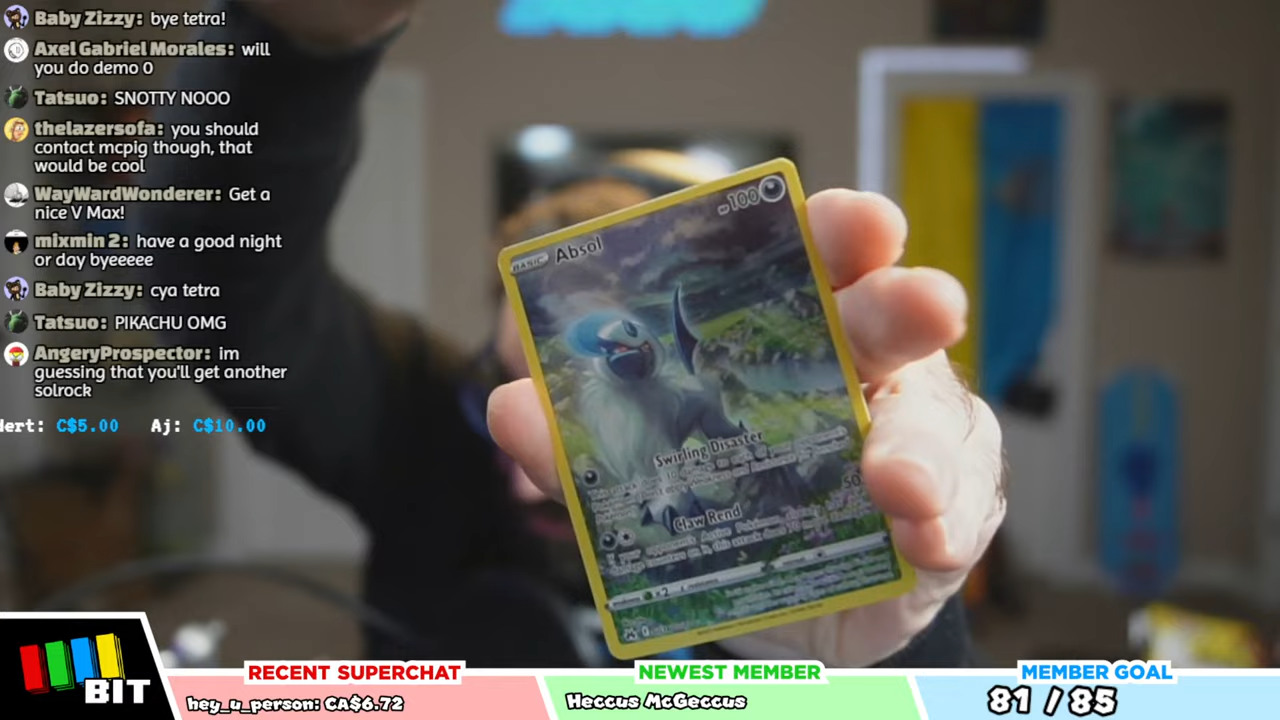 Baby Zizzy: bye tetra!
Axel Gabriel Morales: will
you do demo 0
Tatsuo: SNOTTY NOOO
thelazersofa: you should
contact mcpig though, that
would be cool
WayWardWonderer: Get a
nice V Max!
mixmin 2: have a good night
or day byeeeee
Baby Zizzy: cya tetra
Tatsuo: PIKACHU OMG
AngeryProspector: im
guessing that you'll get another
solrock
dert: C$5.00 Aj: C$10.00
BASIC Absol
HP 100
Swirling Disaster
50
Claw Rend
x2
BIT
RECENT SUPERCHAT
hey_u_person: CA$6.72
NEWEST MEMBER
Heccus McGeccus
MEMBER GOAL
81 / 85